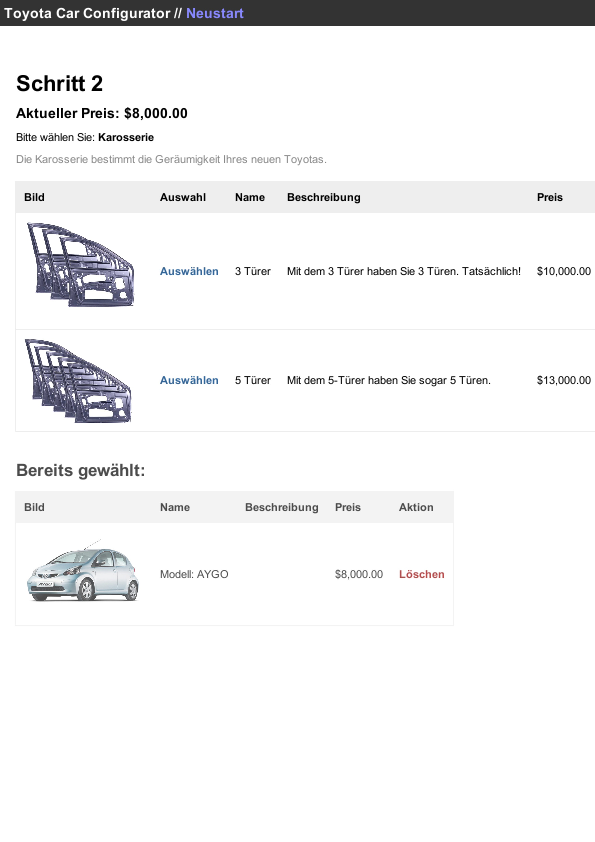 Toyota Car Configurator // Neustart
Schritt 2
Aktueller Preis: $8,000.00
Bitte wählen Sie: Karosserie
Die Karosserie bestimmt die Geräumigkeit Ihres neuen Toyotas.
Bild Auswahl Name Beschreibung Preis
Auswählen 3 Türer Mit dem 3 Türer haben Sie 3 Türen. Tatsächlich! $10,000.00
Auswählen 5 Türer Mit dem 5-Türer haben Sie sogar 5 Türen. $13,000.00
Bereits gewählt:
Bild Name Beschreibung Preis Aktion
Modell: AYGO $8,000.00 Löschen